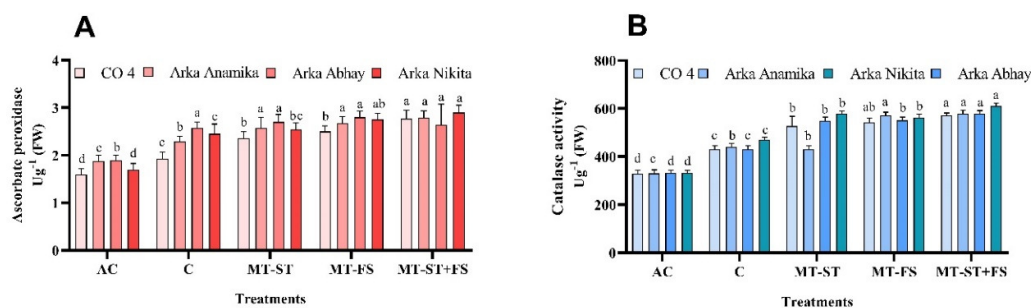 A
Ascorbate peroxidase
Ug⁻¹ (FW)
4
3
2
1
0
CO 4 Arka Anamika Arka Abhay Arka Nikita
d c c d
c b a c
b a a bc
b a a ab
a a a a
AC C MT-ST MT-FS MT-ST+FS
Treatments
B
Catalase activity
Ug⁻¹ (FW)
800
600
400
200
0
CO 4 Arka Anamika Arka Nikita Arka Abhay
d c d d
c b c c
b b b b
ab a b b
a a a a
AC C MT-ST MT-FS MT-ST+FS
Treatments